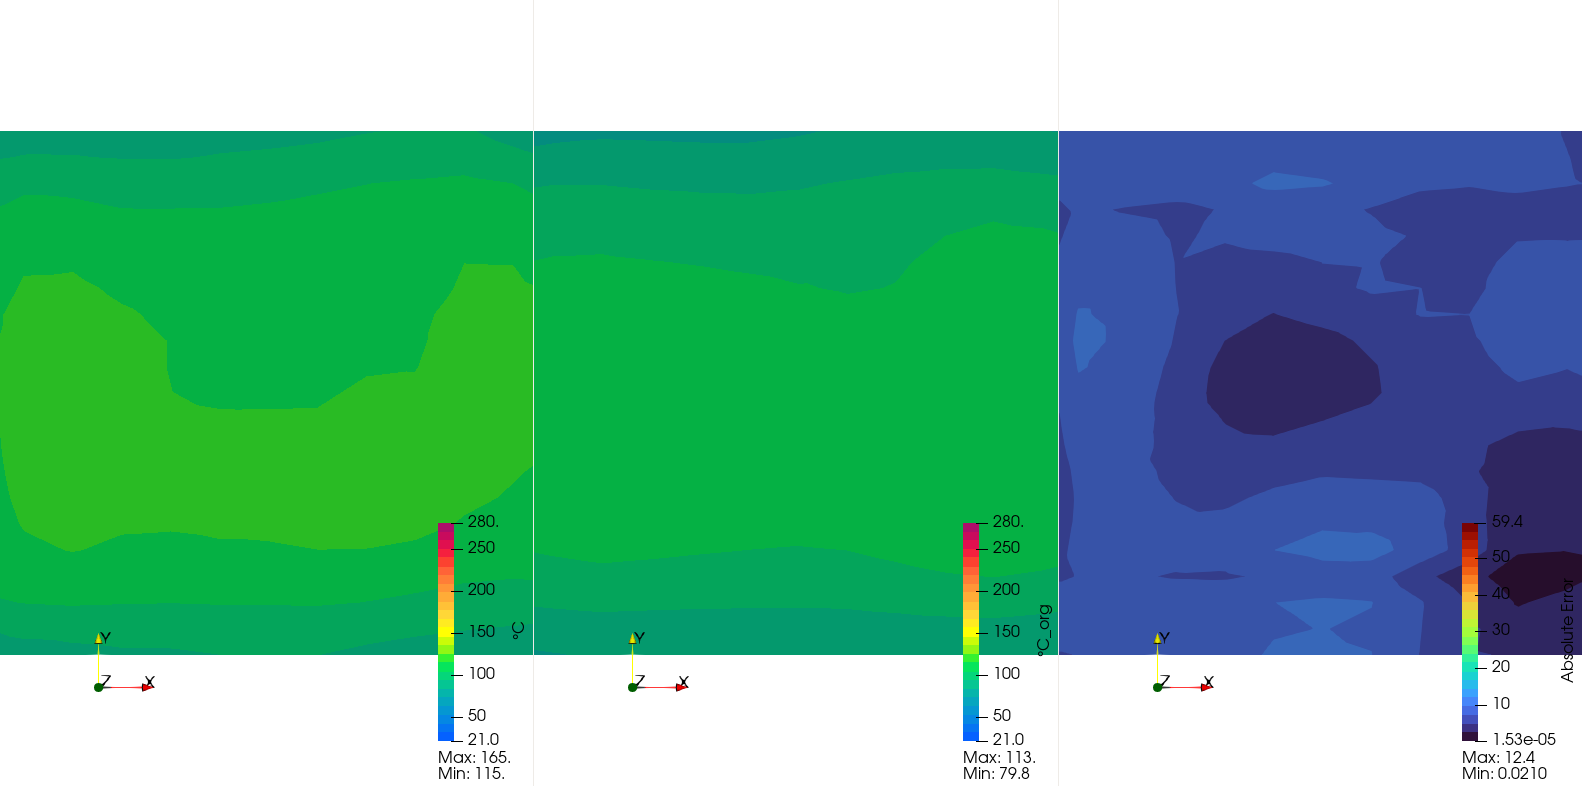 280.
250
200
150
100
50
21.0
°C
Max: 165.
Min: 115.
Y
Z
X
280.
250
200
150
100
50
21.0
°C_org
Max: 113.
Min: 79.8
Y
Z
X
59.4
50
40
30
20
10
1.53e-05
Absolute Error
Max: 12.4
Min: 0.0210
Y
Z
X